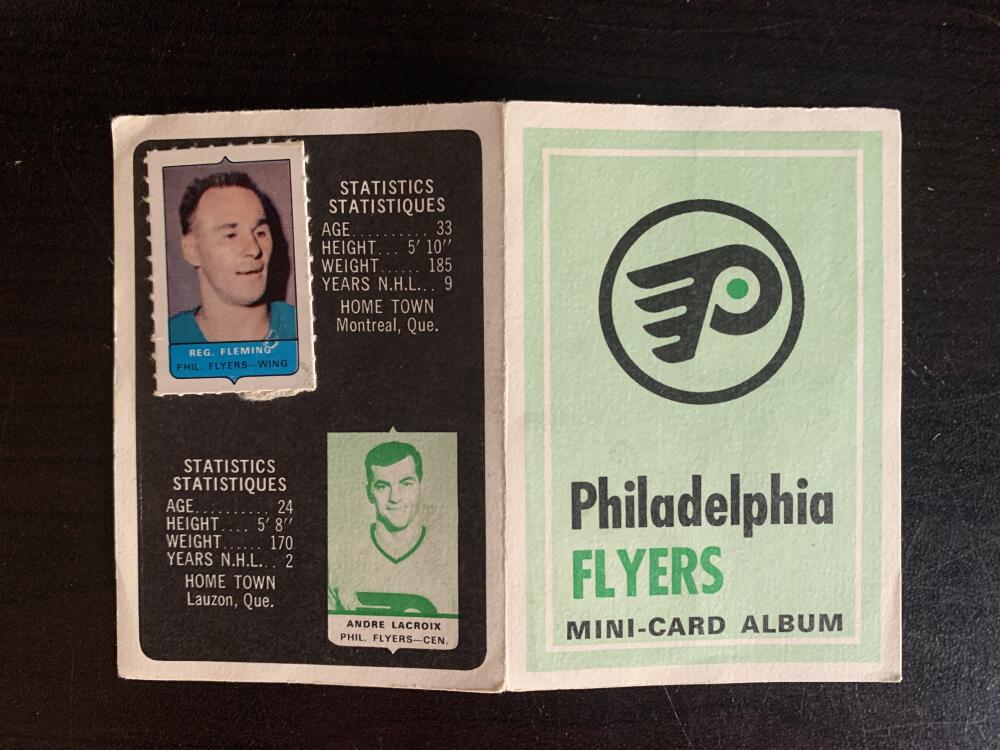 REG. FLEMING
PHIL. FLYERS—WING
STATISTICS
STATISTIQUES
AGE.......... 33
HEIGHT... 5' 10"
WEIGHT...... 185
YEARS N.H.L... 9
HOME TOWN
Montreal, Que.
STATISTICS
STATISTIQUES
AGE.......... 24
HEIGHT.... 5' 8"
WEIGHT...... 170
YEARS N.H.L... 2
HOME TOWN
Lauzon, Que.
ANDRE LACROIX
PHIL. FLYERS—CEN.
Philadelphia
FLYERS
MINI-CARD ALBUM